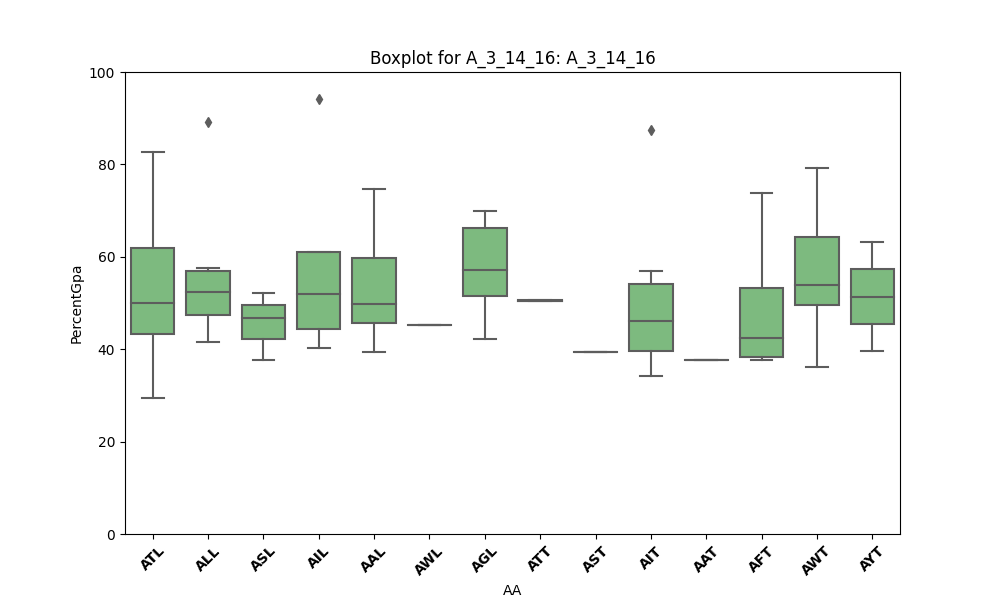 Boxplot for A_3_14_16: A_3_14_16
PercentGpa
100
80
60
40
20
0
ATL ALL ASL AIL AAL AWL AGL ATT AST AIT AAT AFT AWT AYT
AA